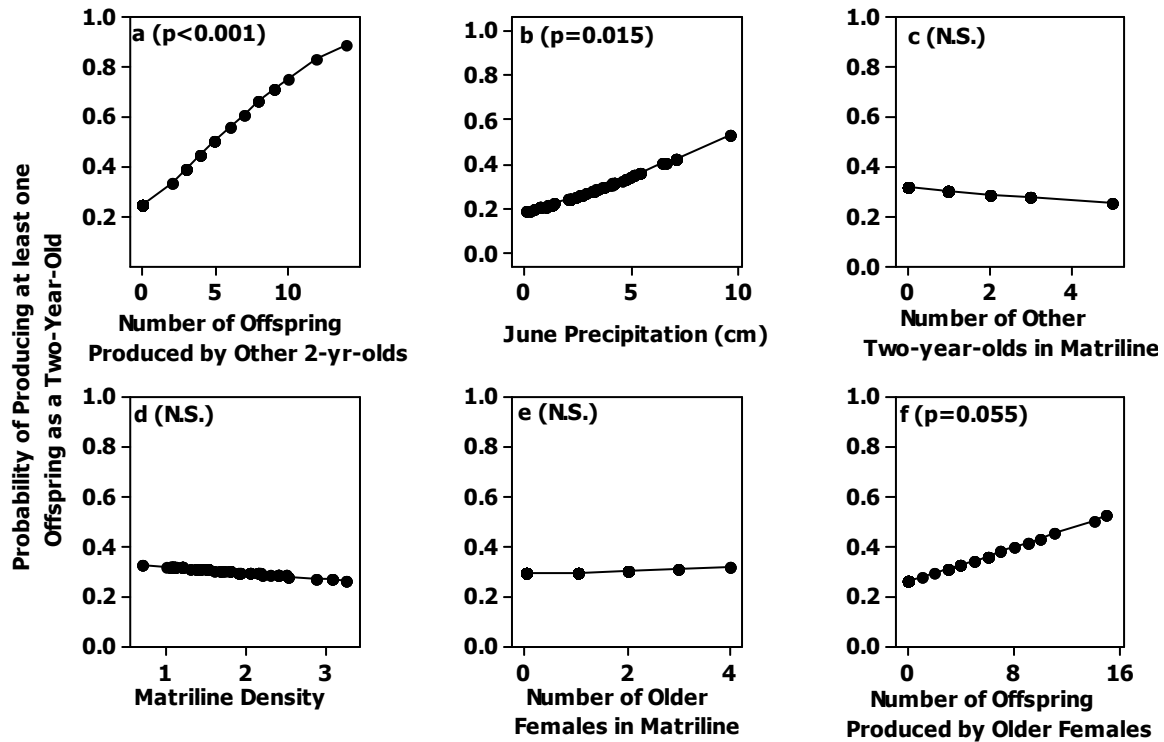 Probability of Producing at least one
Offspring as a Two-Year-Old
a (p<0.001)
1.0
0.8
0.6
0.4
0.2
0 5 10
Number of Offspring
Produced by Other 2-yr-olds
b (p=0.015)
1.0
0.8
0.6
0.4
0.2
0.0
0 5 10
June Precipitation (cm)
c (N.S.)
1.0
0.8
0.6
0.4
0.2
0.0
0 2 4
Number of Other
Two-year-olds in Matriline
d (N.S.)
1.0
0.8
0.6
0.4
0.2
0.0
1 2 3
Matriline Density
e (N.S.)
1.0
0.8
0.6
0.4
0.2
0.0
0 2 4
Number of Older
Females in Matriline
f (p=0.055)
1.0
0.8
0.6
0.4
0.2
0.0
0 8 16
Number of Offspring
Produced by Older Females